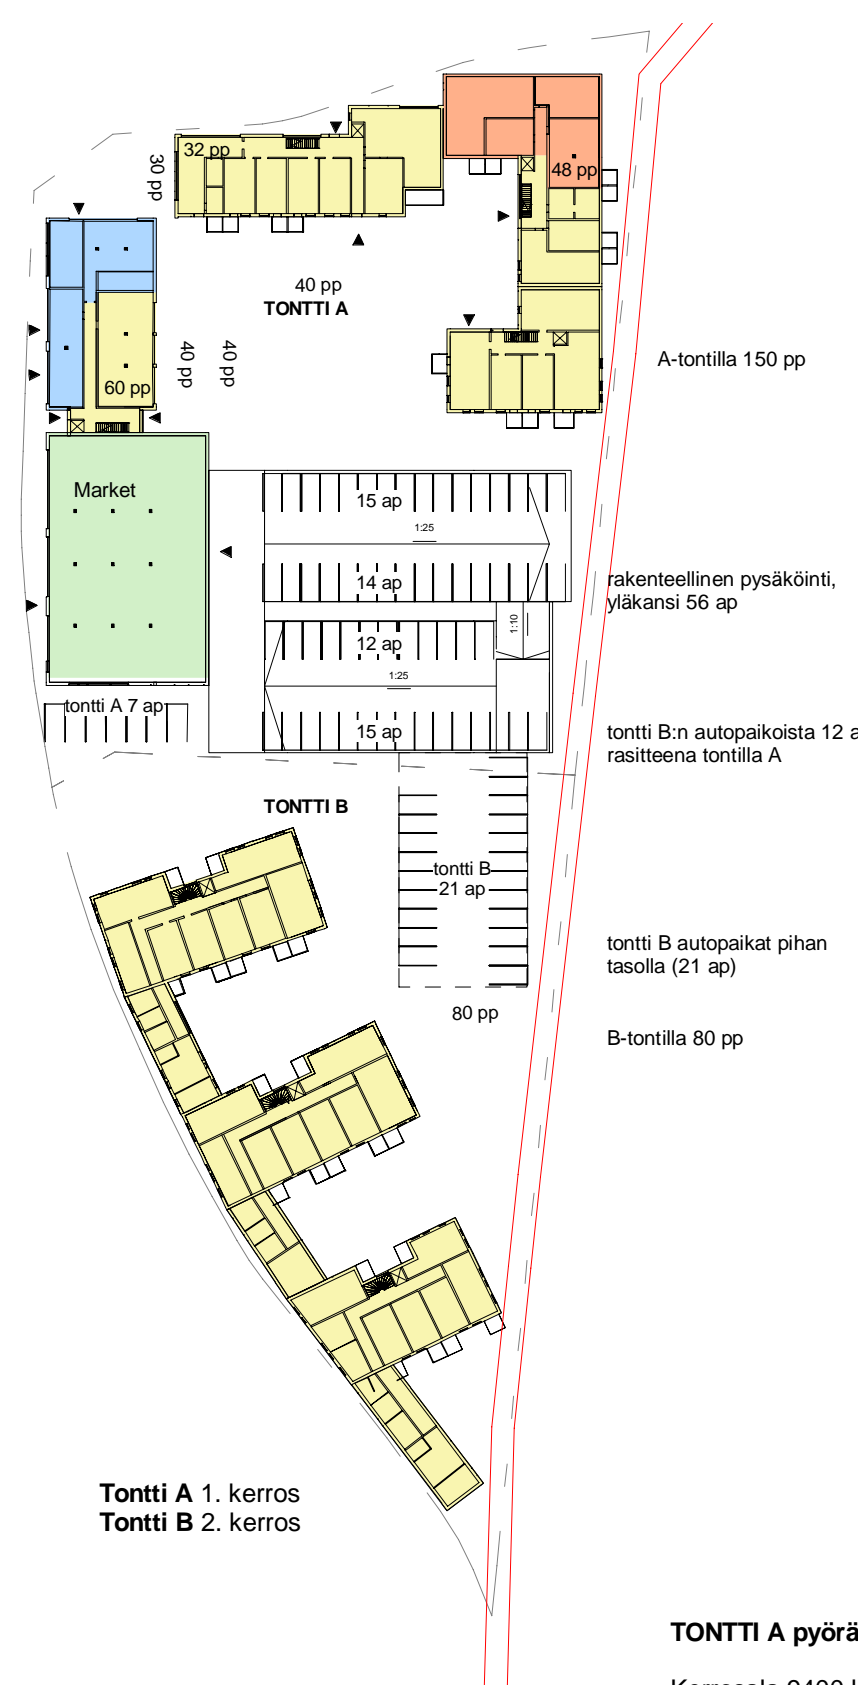 32 pp
30 pp
48 pp
40 pp
TONTTI A
40 pp
40 pp
60 pp
A-tontilla 150 pp
Market
15 ap
1:25
14 ap
rakenteellinen pysäköinti,
yläkansi 56 ap
1:10
12 ap
1:25
tontti A 7 ap
15 ap
tontti B:n autopaikoista 12 a
rasitteena tontilla A
TONTTI B
tontti B
21 ap
tontti B autopaikat pihan
tasolla (21 ap)
80 pp
B-tontilla 80 pp
Tontti A 1. kerros
Tontti B 2. kerros
TONTTI A pyörä